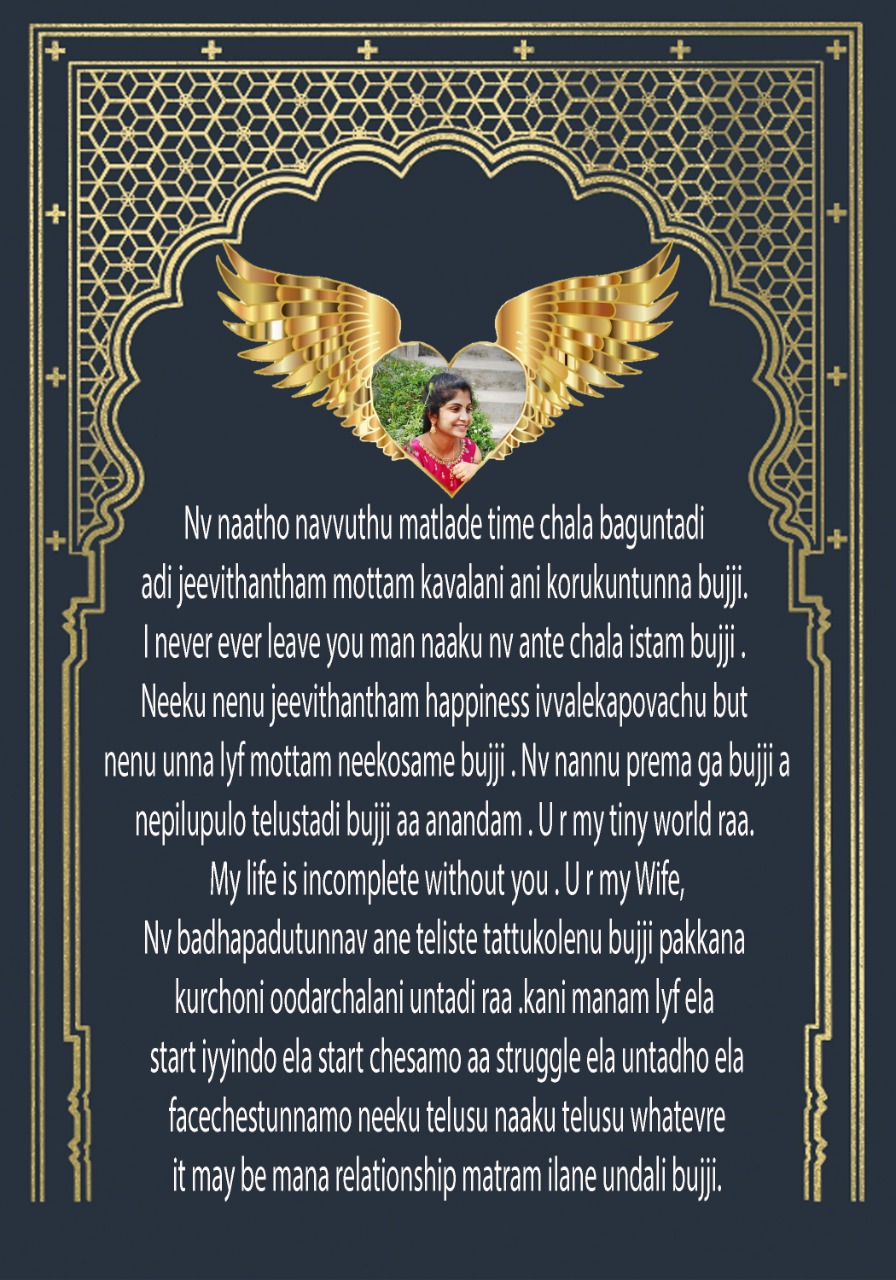 Nv naatho navvuthu matlade time chala baguntadi
adi jeevithantham mottam kavalani ani korukuntunna bujji.
I never ever leave you man naaku nv ante chala istam bujji .
Neeku nenu jeevithantham happiness ivvalekapovachu but
nenu unna lyf mottam neekosame bujji . Nv nannu prema ga bujji a
nepilupulo telustadi bujji aa anandam . U r my tiny world raa.
My life is incomplete without you . U r my Wife,
Nv badhapadutunnav ane teliste tattukolenu bujji pakkana
kurchoni oodarchalani untadi raa .kani manam lyf ela
start iyyindo ela start chesamo aa struggle ela untadho ela
facechestunnamo neeku telusu naaku telusu whatevre
it may be mana relationship matram ilane undali bujji.